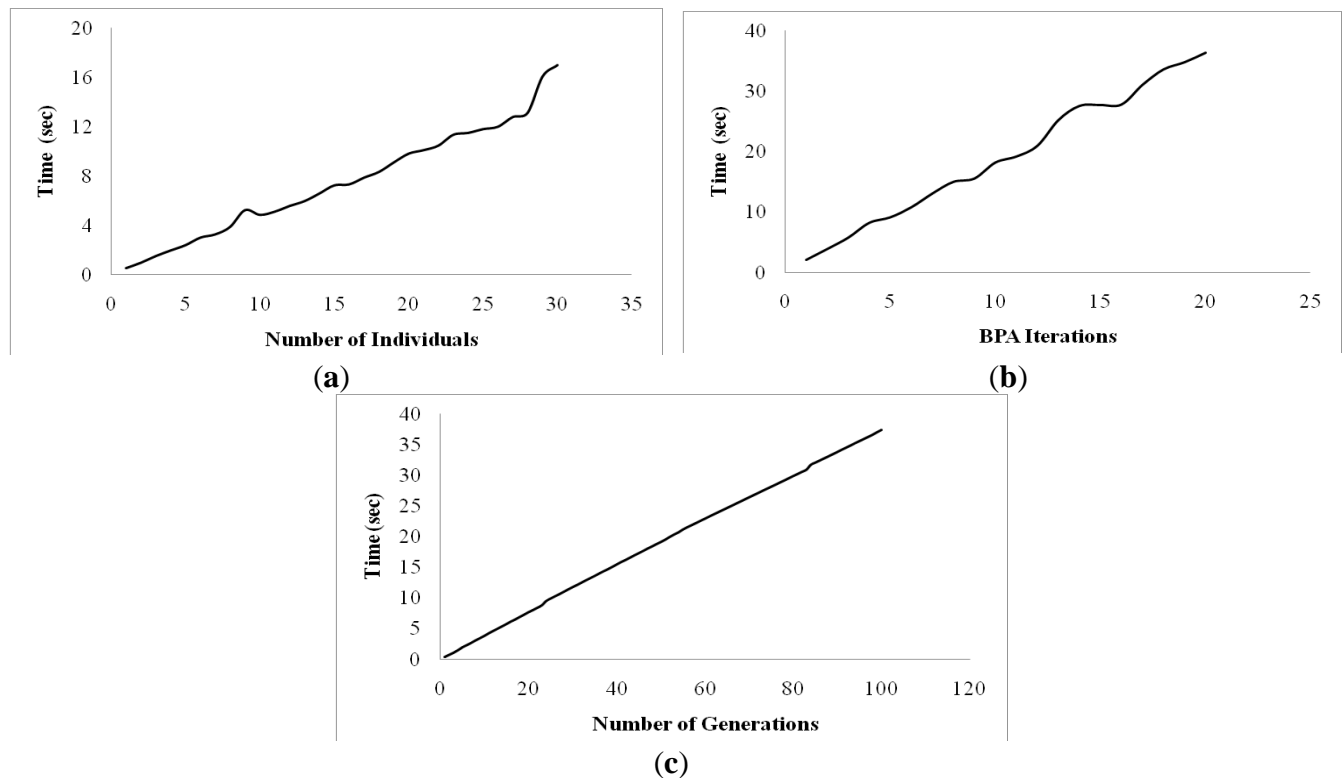 20
16
12
8
4
0
Time (sec)
0 5 10 15 20 25 30 35
Number of Individuals
(a)
40
30
20
10
0
Time (sec)
0 5 10 15 20 25
BPA Iterations
(b)
40
35
30
25
20
15
10
5
0
Time (sec)
0 20 40 60 80 100 120
Number of Generations
(c)